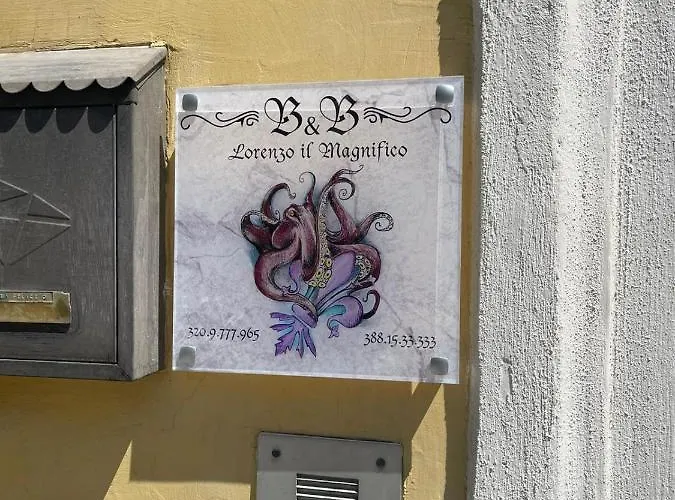 B&B
Lorenzo il Magnifico
320.9.777.965
388.15.33.333